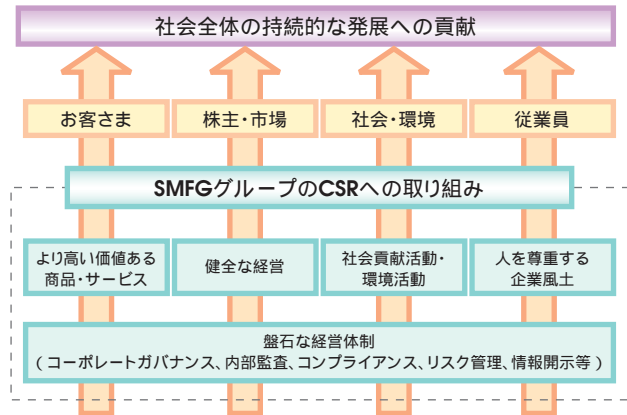 社会全体の持続的な発展への貢献
お客さま
株主・市場
社会・環境
従業員
SMFGグループのCSRへの取り組み
より高い価値ある
商品・サービス
健全な経営
社会貢献活動・
環境活動
人を尊重する
企業風土
盤石な経営体制
(コーポレートガバナンス、内部監査、コンプライアンス、リスク管理、情報開示等)